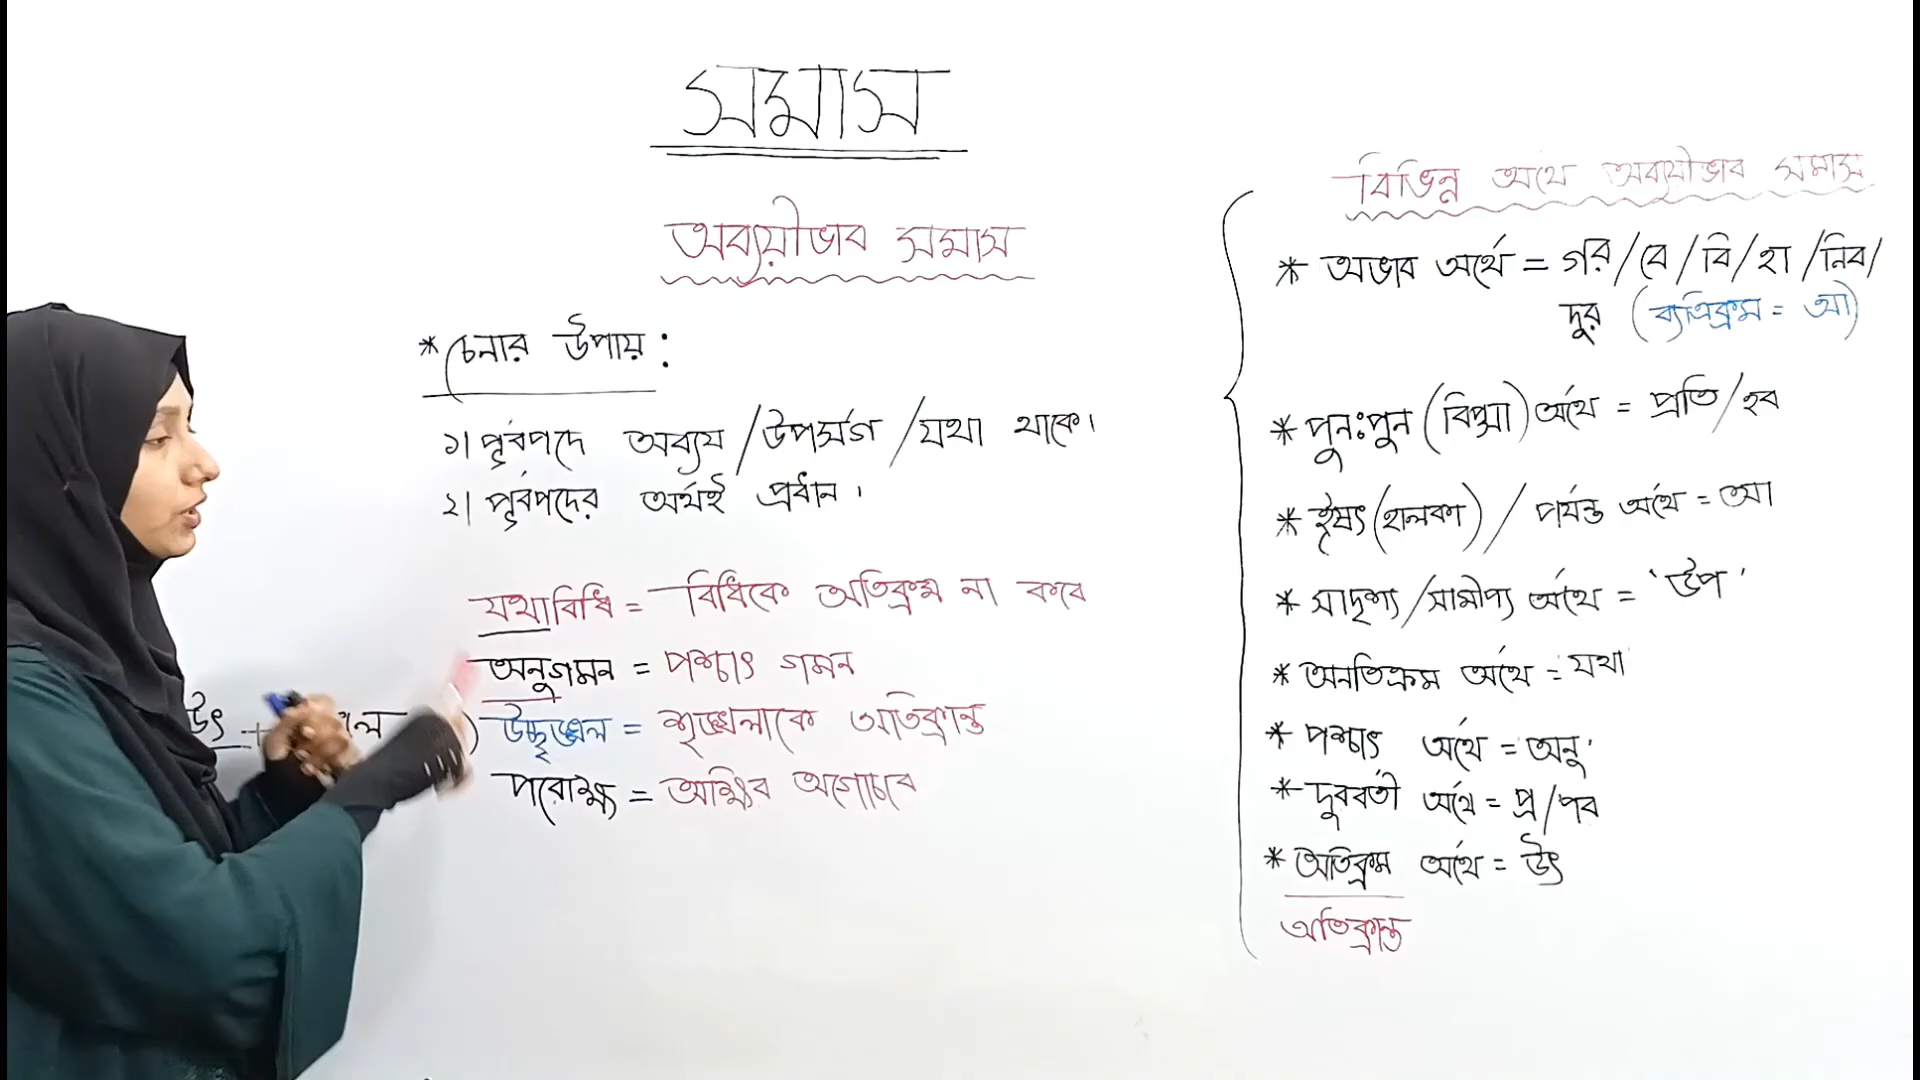 সমাস
অব্যয়ীভাব সমাস
* চেনার উপায় :
১। পূর্বপদে অব্যয় / উপসর্গ / যথা থাকে।
২। পূর্বপদের অর্থই প্রধান।
যথাবিধি = বিধিকে অতিক্রম না করে
অনুগমন = পশ্চাৎ গমন
উৎ + ) উচ্ছৃঙ্খল = শৃঙ্খলাকে অতিক্রান্ত
পরোক্ষ = অক্ষির অগোচরে
বিভিন্ন অর্থে অব্যয়ীভাব সমাস
* অভাব অর্থে = গর / বে / বি / হা / নির /
দুর (ব্যতিক্রম = আ)
* পুনঃপুন (বিপ্সা) অর্থে = প্রতি / হর
* ঈষৎ (হালকা) / পর্যন্ত অর্থে = আ
* সাদৃশ্য / সামীপ্য অর্থে = 'উপ'
* অনতিক্রম অর্থে = যথা
* পশ্চাৎ অর্থে = অনু
* দুরবর্তী অর্থে = প্র / পর
* অতিক্রম অর্থে = উৎ
অতিক্রান্ত